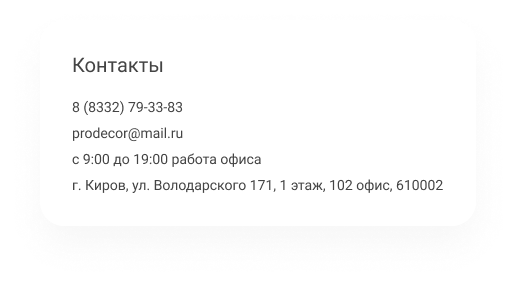 Контакты
8 (8332) 79-33-83
prodecor@mail.ru
с 9:00 до 19:00 работа офиса
г. Киров, ул. Володарского 171, 1 этаж, 102 офис, 610002